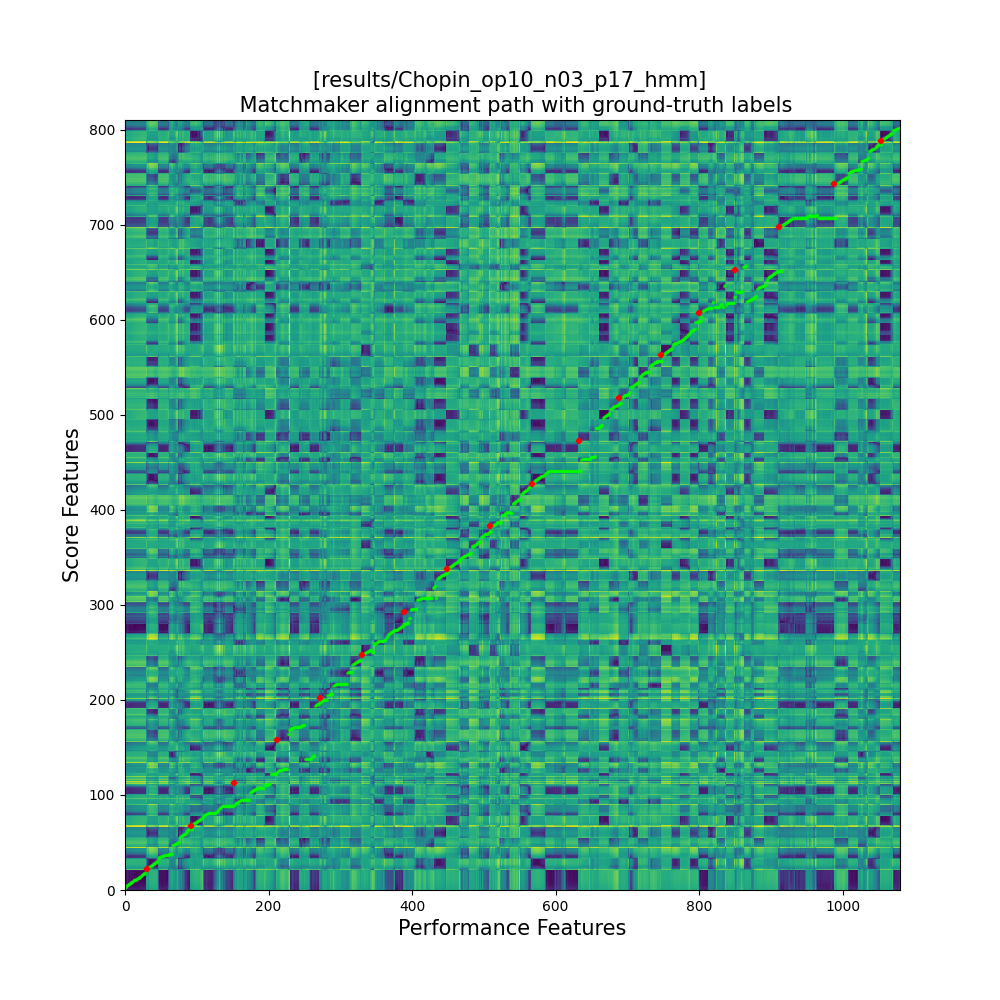 [results/Chopin_op10_n03_p17_hmm]
Matchmaker alignment path with ground-truth labels
800
700
600
500
400
300
200
100
0
Score Features
0 200 400 600 800 1000
Performance Features